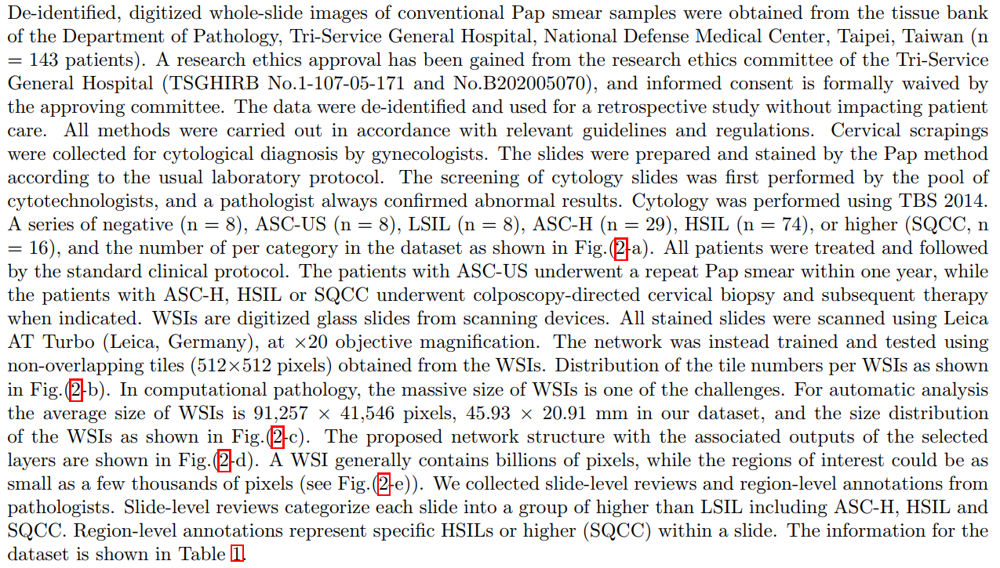 De-identified, digitized whole-slide images of conventional Pap smear samples were obtained from the tissue bank
of the Department of Pathology, Tri-Service General Hospital, National Defense Medical Center, Taipei, Taiwan (n
= 143 patients). A research ethics approval has been gained from the research ethics committee of the Tri-Service
General Hospital (TSGHIRB No.1-107-05-171 and No.B202005070), and informed consent is formally waived by
the approving committee. The data were de-identified and used for a retrospective study without impacting patient
care. All methods were carried out in accordance with relevant guidelines and regulations. Cervical scrapings
were collected for cytological diagnosis by gynecologists. The slides were prepared and stained by the Pap method
according to the usual laboratory protocol. The screening of cytology slides was first performed by the pool of
cytotechnologists, and a pathologist always confirmed abnormal results. Cytology was performed using TBS 2014.
A series of negative (n = 8), ASC-US (n = 8), LSIL (n = 8), ASC-H (n = 29), HSIL (n = 74), or higher (SQCC, n
= 16), and the number of per category in the dataset as shown in Fig.(2-a). All patients were treated and followed
by the standard clinical protocol. The patients with ASC-US underwent a repeat Pap smear within one year, while
the patients with ASC-H, HSIL or SQCC underwent colposcopy-directed cervical biopsy and subsequent therapy
when indicated. WSIs are digitized glass slides from scanning devices. All stained slides were scanned using Leica
AT Turbo (Leica, Germany), at ×20 objective magnification. The network was instead trained and tested using
non-overlapping tiles (512×512 pixels) obtained from the WSIs. Distribution of the tile numbers per WSIs as shown
in Fig.(2-b). In computational pathology, the massive size of WSIs is one of the challenges. For automatic analysis
the average size of WSIs is 91,257 × 41,546 pixels, 45.93 × 20.91 mm in our dataset, and the size distribution
of the WSIs as shown in Fig.(2-c). The proposed network structure with the associated outputs of the selected
layers are shown in Fig.(2-d). A WSI generally contains billions of pixels, while the regions of interest could be as
small as a few thousands of pixels (see Fig.(2-e)). We collected slide-level reviews and region-level annotations from
pathologists. Slide-level reviews categorize each slide into a group of higher than LSIL including ASC-H, HSIL and
SQCC. Region-level annotations represent specific HSILs or higher (SQCC) within a slide. The information for the
dataset is shown in Table 1.